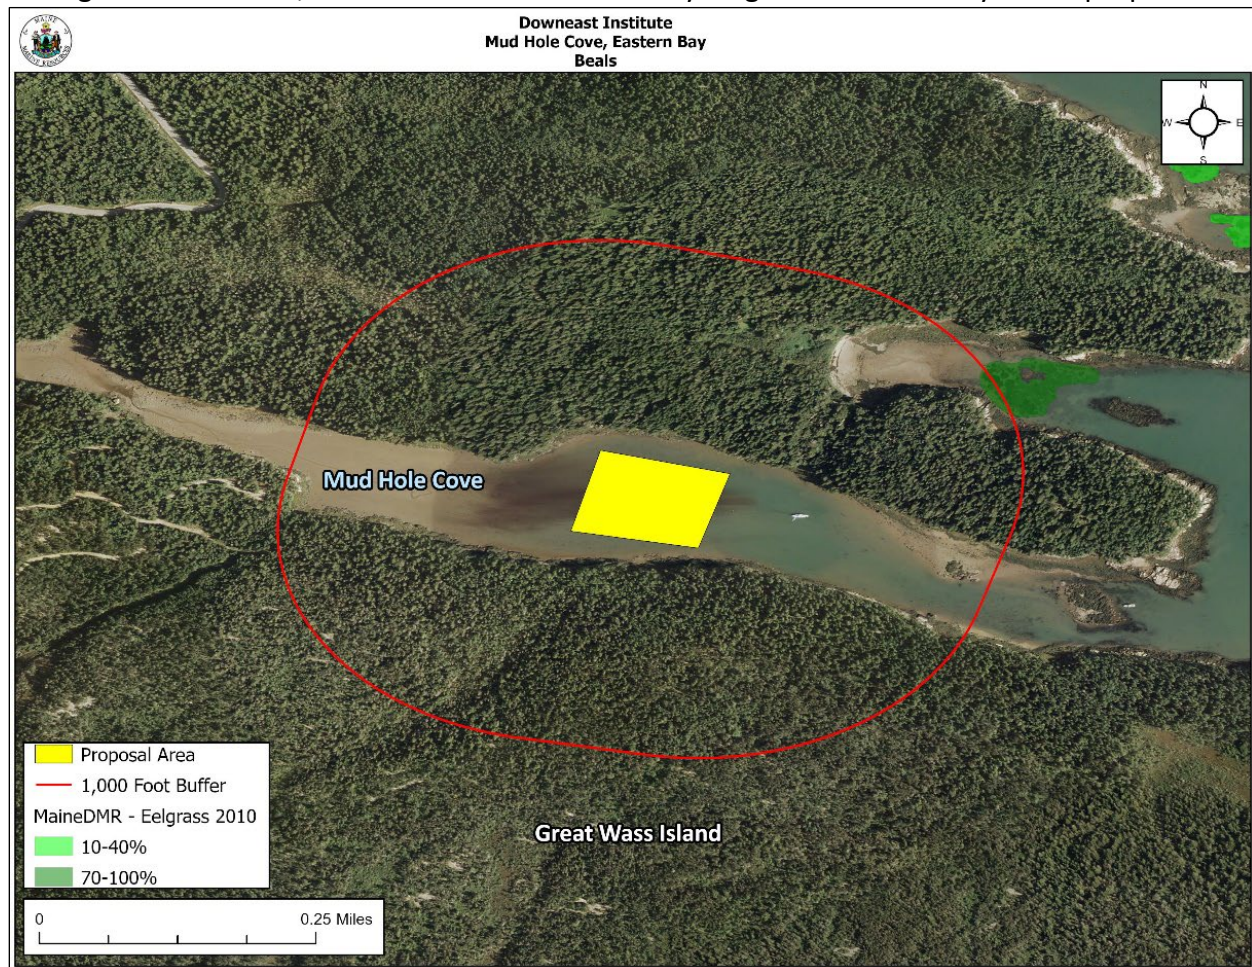 Downeast Institute
Mud Hole Cove, Eastern Bay
Beals
N
W E
S
Mud Hole Cove
Great Wass Island
Proposal Area
1,000 Foot Buffer
MaineDMR - Eelgrass 2010
10-40%
70-100%
0 0.25 Miles